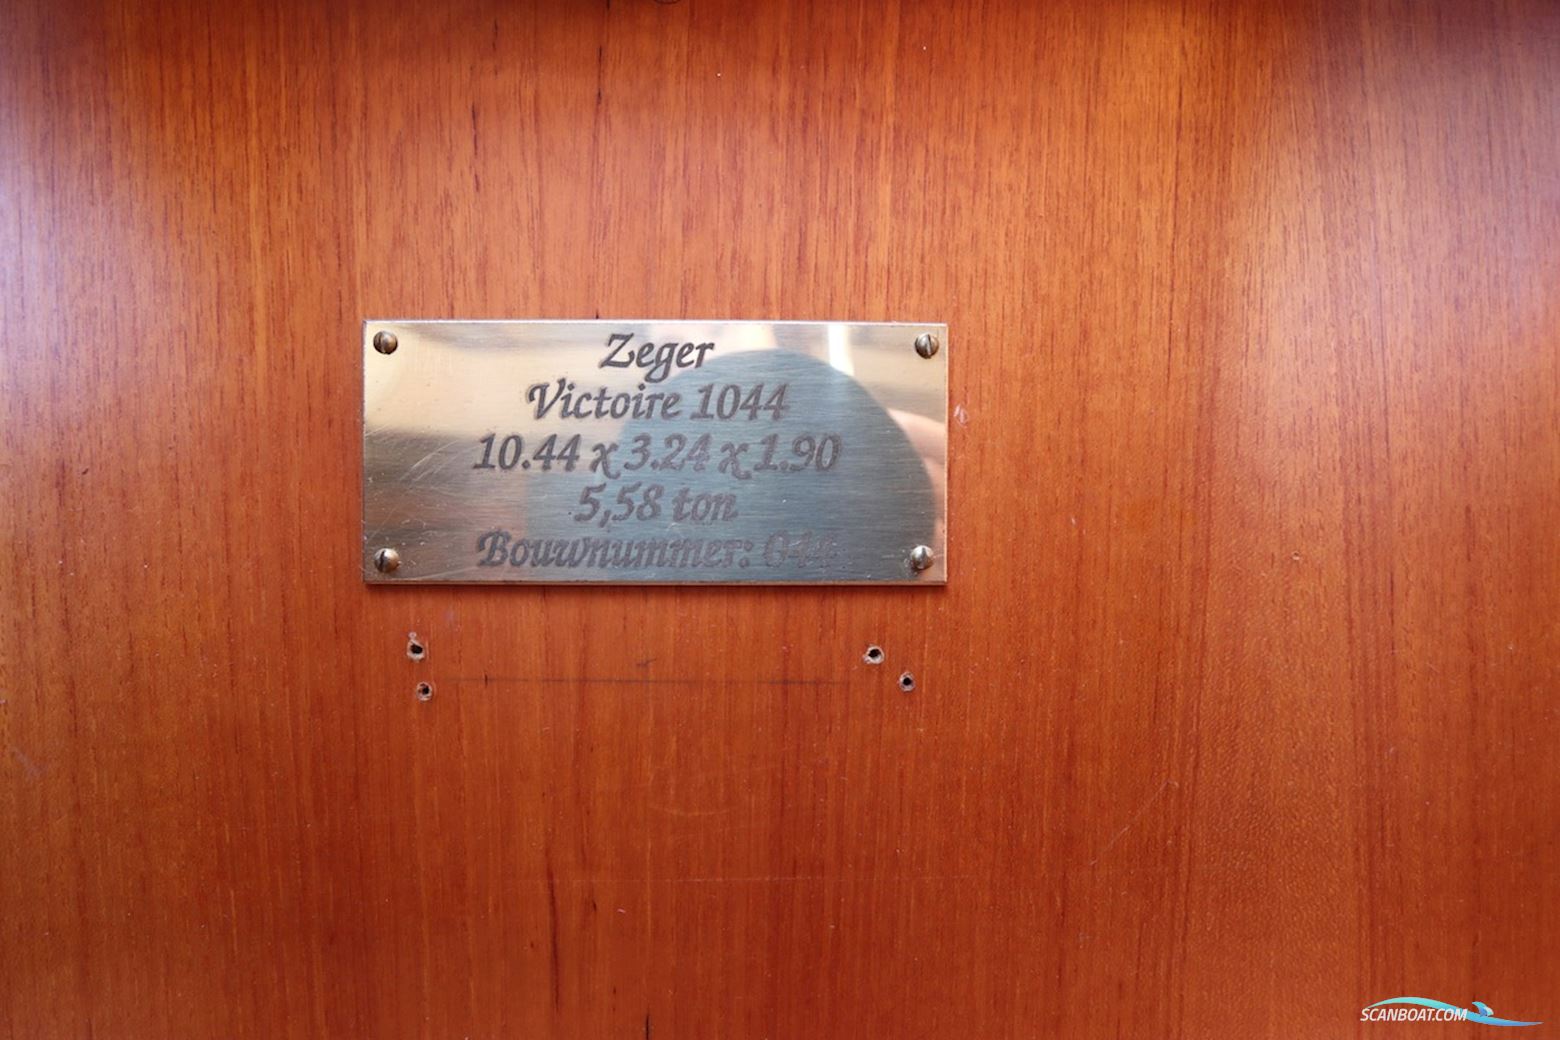 Zeger
Victoire 1044
10.44 x 3.24 x 1.90
5,58 ton
Bouwnummer:
SCANBOAT.COM